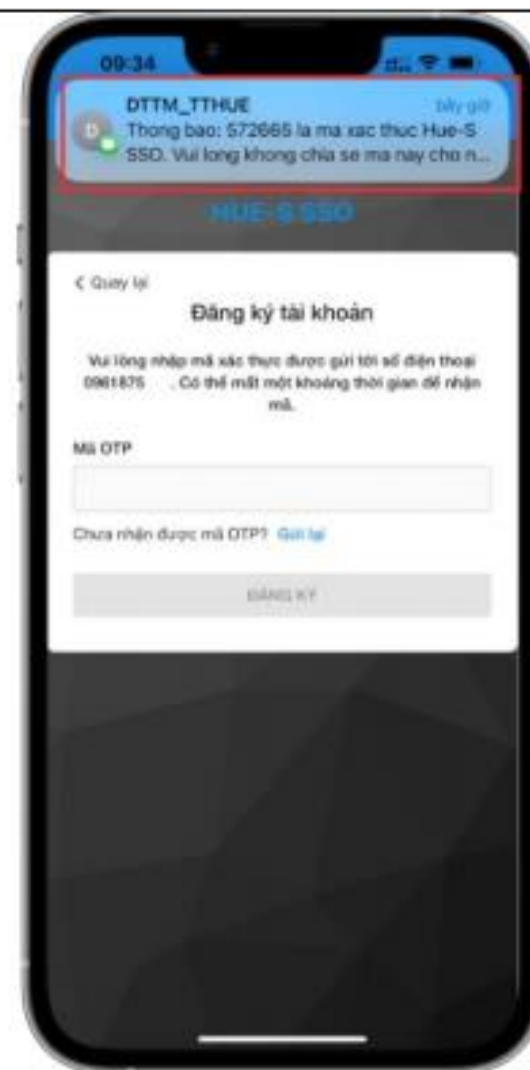 09:34
DTTM_TTHUE bây giờ
D
Thong bao: 572665 la ma xac thuc Hue-S
SSO. Vui long khong chia se ma nay cho n...
HUE-S SSO
< Quay lại
Đăng ký tài khoản
Vui lòng nhập mã xác thực được gửi tới số điện thoại
0961875 . Có thể mất một khoảng thời gian để nhận
mã.
Mã OTP
Chưa nhận được mã OTP? Gửi lại
ĐĂNG KÝ